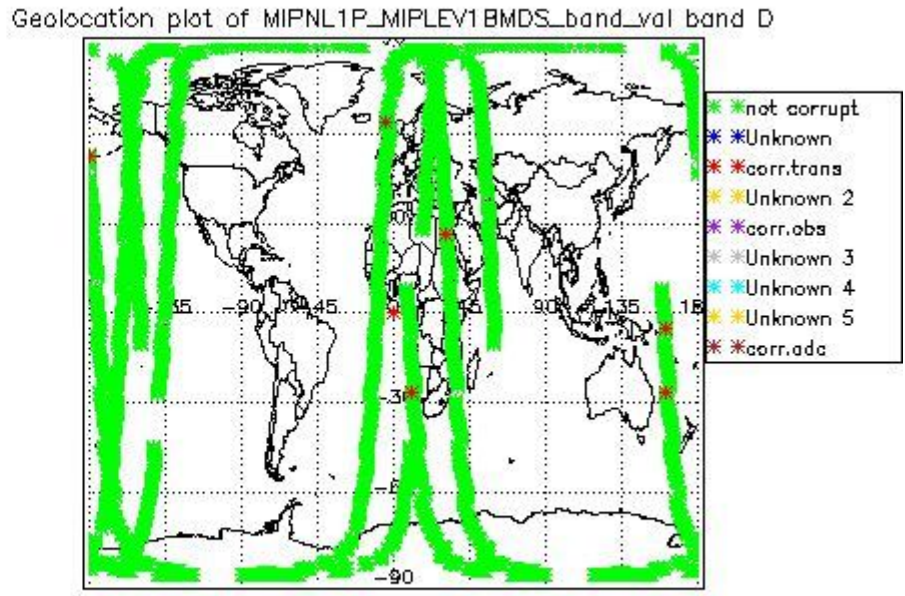 Geolocation plot of MIPNL1P_MIPLEV1BMDS_band_val band D
not corrupt
Unknown
corr.trans
Unknown 2
corr.obs
Unknown 3
Unknown 4
Unknown 5
corr.adc
-90
45
90
135
-90